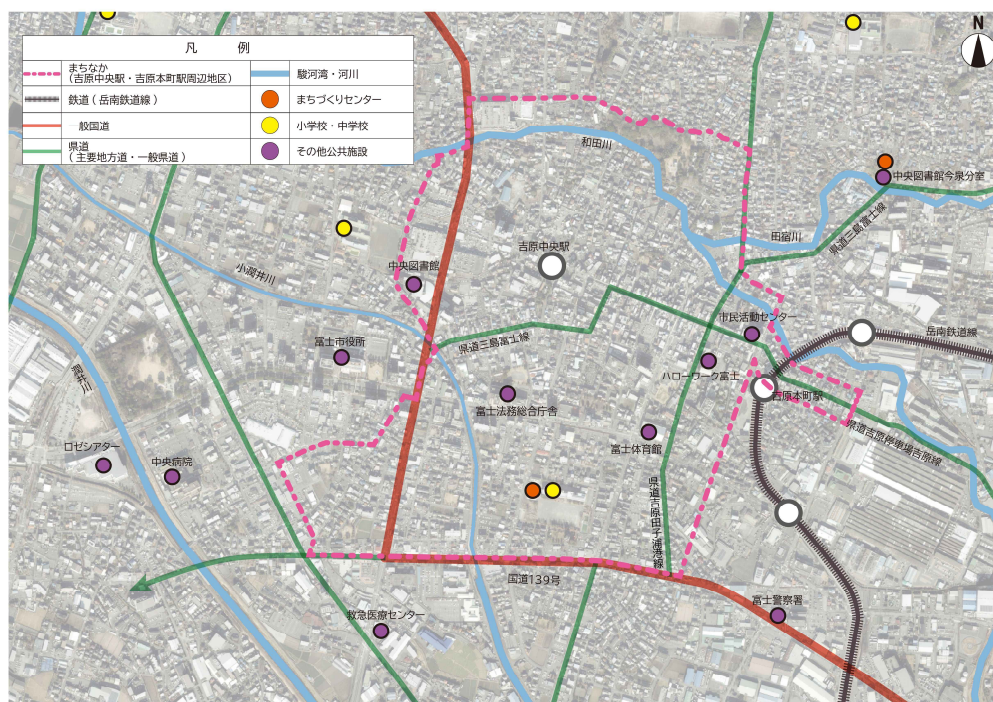 N
凡 例
まちなか
(吉原中央駅・吉原本町駅周辺地区)
駿河湾・河川
鉄道(岳南鉄道線)
まちづくりセンター
一般国道
小学校・中学校
県道
(主要地方道・一般県道)
その他公共施設
和田川
中央図書館今泉分室
県道三島富士線
田宿川
吉原中央駅
中央図書館
小潤井川
市民活動センター
岳南鉄道線
県道三島富士線
富士市役所
ハローワーク富士
潤井川
吉原本町駅
富士法務総合庁舎
県道吉原停車場吉原線
富士体育館
ロゼシアター
中央病院
県道吉原田子浦港線
国道139号
富士警察署
救急医療センター